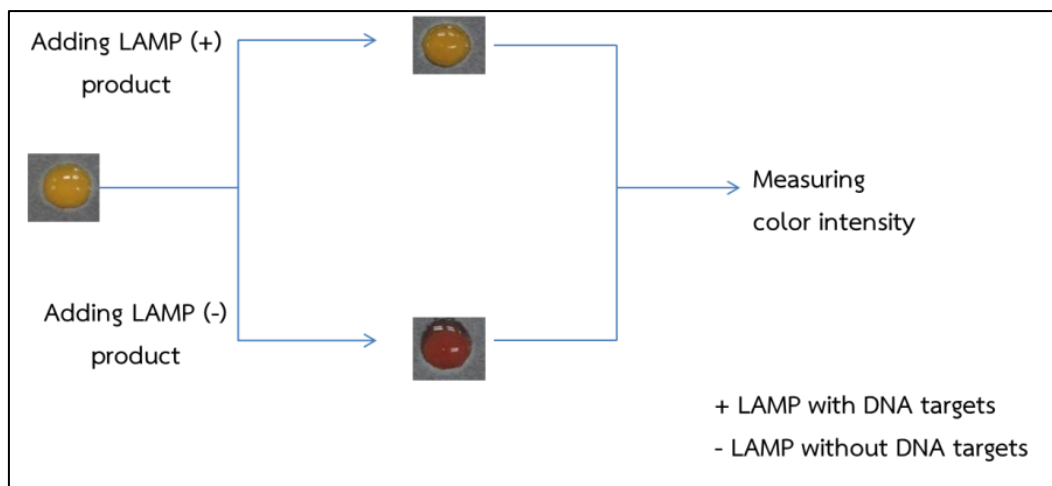 Adding LAMP (+)
product
Adding LAMP (-)
product
Measuring
color intensity
+ LAMP with DNA targets
- LAMP without DNA targets